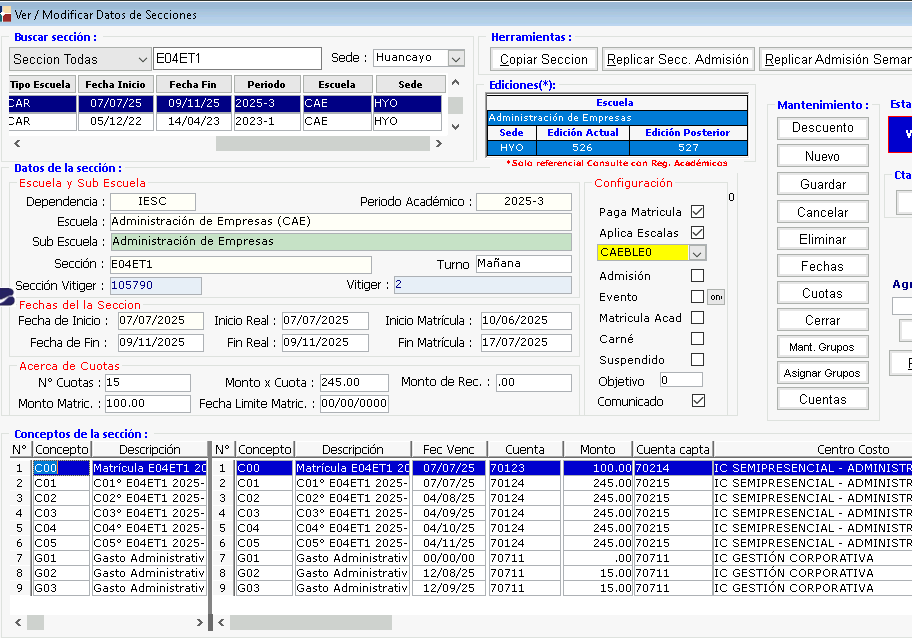 Ver / Modificar Datos de Secciones
Buscar sección :
Seccion Todas E04ET1 Sede : Huancayo
Tipo Escuela Fecha Inicio Fecha Fin Periodo Escuela Sede
CAR 07/07/25 09/11/25 2025-3 CAE HYO
CAR 05/12/22 14/04/23 2023-1 CAE HYO
Herramientas :
Copiar Seccion Replicar Secc. Admisión Replicar Admisión Seman
Ediciones(*):
Escuela
Administración de Empresas
Sede Edición Actual Edición Posterior
HYO 526 527
*Solo referencial Consulte con Reg. Académicos
Datos de la sección :
Escuela y Sub Escuela
Dependencia : IESC Periodo Académico : 2025-3
Escuela : Administración de Empresas (CAE)
Sub Escuela : Administración de Empresas
Sección : E04ET1 Turno Mañana
Sección Vitiger : 105790 Vitiger : 2
Fechas del la Seccion
Fecha de Inicio : 07/07/2025 Inicio Real : 07/07/2025 Inicio Matrícula : 10/06/2025
Fecha de Fin : 09/11/2025 Fin Real : 09/11/2025 Fin Matrícula : 17/07/2025
Acerca de Cuotas
N° Cuotas : 15 Monto x Cuota : 245.00 Monto de Rec. : .00
Monto Matric. : 100.00 Fecha Limite Matric. : 00/00/0000
Configuración
0
Paga Matricula
Aplica Escalas
CAEBLE0
Admisión
Evento one
Matricula Acad
Carné
Suspendido
Objetivo 0
Comunicado
Mantenimiento :
Descuento
Nuevo
Guardar
Cancelar
Eliminar
Fechas
Cuotas
Cerrar
Mant. Grupos
Asignar Grupos
Cuentas
Esta
V
Cta
Agr
Conceptos de la sección :
N° Concepto Descripción N° Concepto Descripción Fec Venc Cuenta Monto Cuenta capta Centro Costo
1 C00 Matrícula E04ET1 20 1 C00 Matrícula E04ET1 20 07/07/25 70123 100.00 70214 IC SEMIPRESENCIAL - ADMINISTR
2 C01 C01° E04ET1 2025- 2 C01 C01° E04ET1 2025- 07/07/25 70124 245.00 70215 IC SEMIPRESENCIAL - ADMINISTR
3 C02 C02° E04ET1 2025- 3 C02 C02° E04ET1 2025- 04/08/25 70124 245.00 70215 IC SEMIPRESENCIAL - ADMINISTR
4 C03 C03° E04ET1 2025- 4 C03 C03° E04ET1 2025- 04/09/25 70124 245.00 70215 IC SEMIPRESENCIAL - ADMINISTR
5 C04 C04° E04ET1 2025- 5 C04 C04° E04ET1 2025- 04/10/25 70124 245.00 70215 IC SEMIPRESENCIAL - ADMINISTR
6 C05 C05° E04ET1 2025- 6 C05 C05° E04ET1 2025- 04/11/25 70124 245.00 70215 IC SEMIPRESENCIAL - ADMINISTR
7 G01 Gasto Administrativ 7 G01 Gasto Administrativ 00/00/00 70711 .00 70711 IC GESTIÓN CORPORATIVA
8 G02 Gasto Administrativ 8 G02 Gasto Administrativ 12/08/25 70711 15.00 70711 IC GESTIÓN CORPORATIVA
9 G03 Gasto Administrativ 9 G03 Gasto Administrativ 12/09/25 70711 15.00 70711 IC GESTIÓN CORPORATIVA